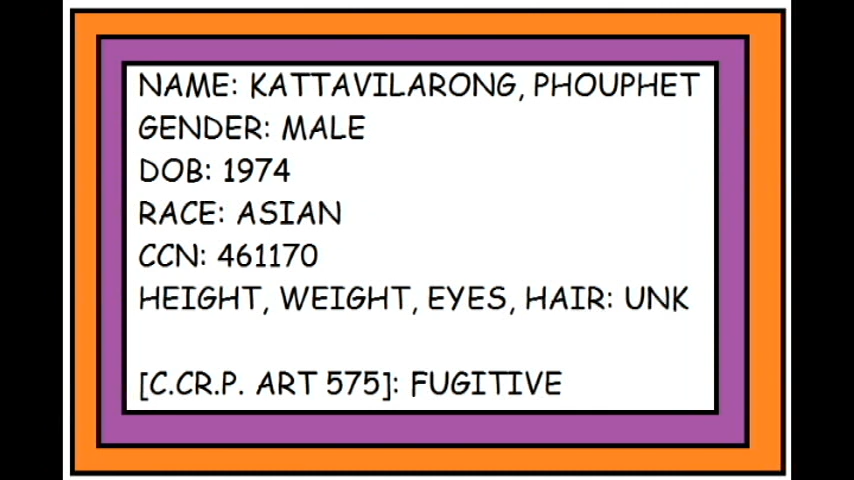 NAME: KATTAVILARONG, PHOUPHET
GENDER: MALE
DOB: 1974
RACE: ASIAN
CCN: 461170
HEIGHT, WEIGHT, EYES, HAIR: UNK
[C.CR.P. ART 575]: FUGITIVE